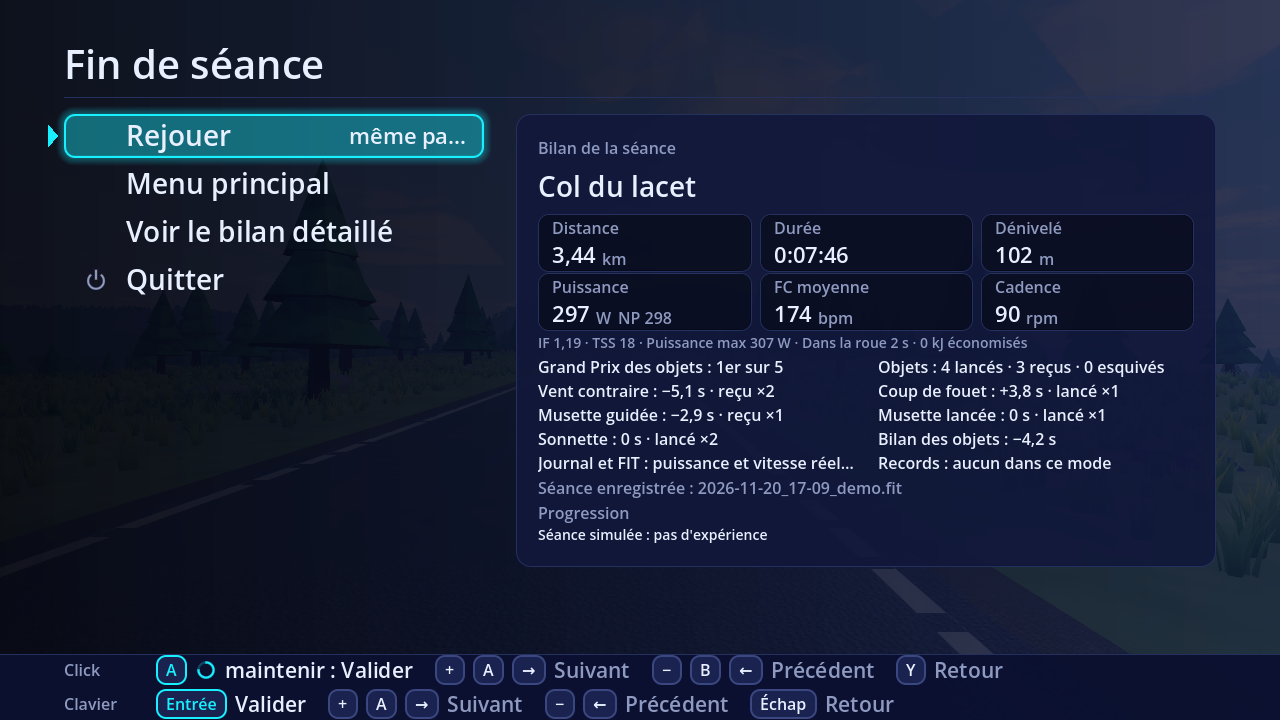 Fin de séance
Rejouer même pa...
Menu principal
Voir le bilan détaillé
Quitter
Bilan de la séance
Col du lacet
Distance Durée Dénivelé
3,44 km 0:07:46 102 m
Puissance FC moyenne Cadence
297 W NP 298 174 bpm 90 rpm
IF 1,19 · TSS 18 · Puissance max 307 W · Dans la roue 2 s · 0 kJ économisés
Grand Prix des objets : 1er sur 5 Objets : 4 lancés · 3 reçus · 0 esquivés
Vent contraire : −5,1 s · reçu ×2 Coup de fouet : +3,8 s · lancé ×1
Musette guidée : −2,9 s · reçu ×1 Musette lancée : 0 s · lancé ×1
Sonnette : 0 s · lancé ×2 Bilan des objets : −4,2 s
Journal et FIT : puissance et vitesse réel... Records : aucun dans ce mode
Séance enregistrée : 2026-11-20_17-09_demo.fit
Progression
Séance simulée : pas d'expérience
Click A maintenir : Valider + A → Suivant − B ← Précédent Y Retour
Clavier Entrée Valider + A → Suivant − ← Précédent Échap Retour